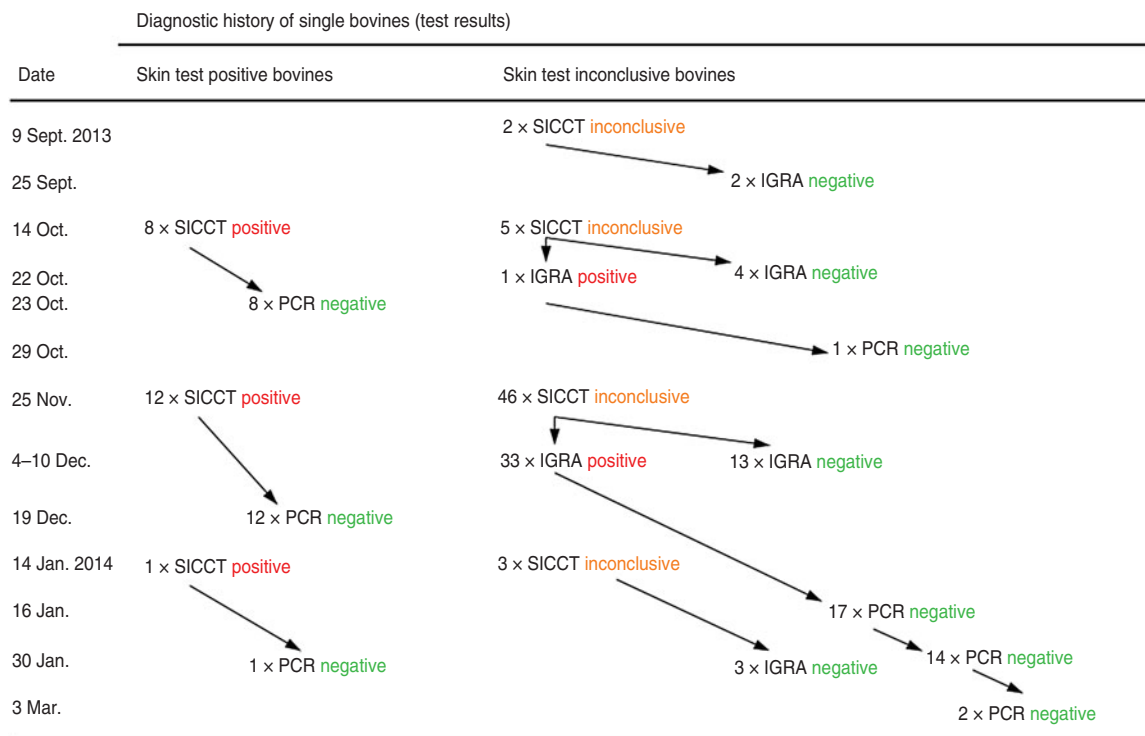 Diagnostic history of single bovines (test results)
Date Skin test positive bovines Skin test inconclusive bovines
9 Sept. 2013 2 × SICCT inconclusive
25 Sept. 2 × IGRA negative
14 Oct. 8 × SICCT positive 5 × SICCT inconclusive
22 Oct. 1 × IGRA positive 4 × IGRA negative
23 Oct. 8 × PCR negative
29 Oct. 1 × PCR negative
25 Nov. 12 × SICCT positive 46 × SICCT inconclusive
4–10 Dec. 33 × IGRA positive 13 × IGRA negative
19 Dec. 12 × PCR negative
14 Jan. 2014 1 × SICCT positive 3 × SICCT inconclusive
16 Jan. 17 × PCR negative
30 Jan. 1 × PCR negative 3 × IGRA negative 14 × PCR negative
3 Mar. 2 × PCR negative